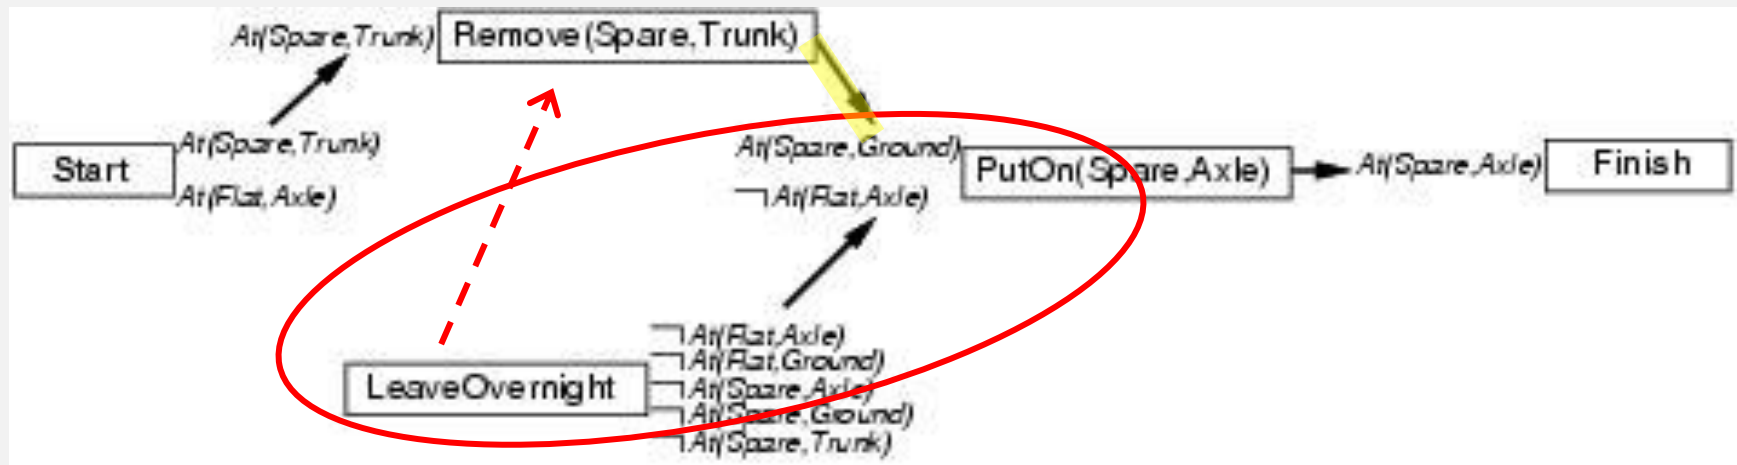 At(Spare,Trunk) Remove(Spare,Trunk)
Start
At(Spare,Trunk)
At(Flat,Axle)
At(Spare,Ground)
¬At(Flat,Axle)
PutOn(Spare,Axle)
At(Spare,Axle) Finish
LeaveOvernight
¬At(Flat,Axle)
¬At(Flat,Ground)
¬At(Spare,Axle)
¬At(Spare,Ground)
¬At(Spare,Trunk)